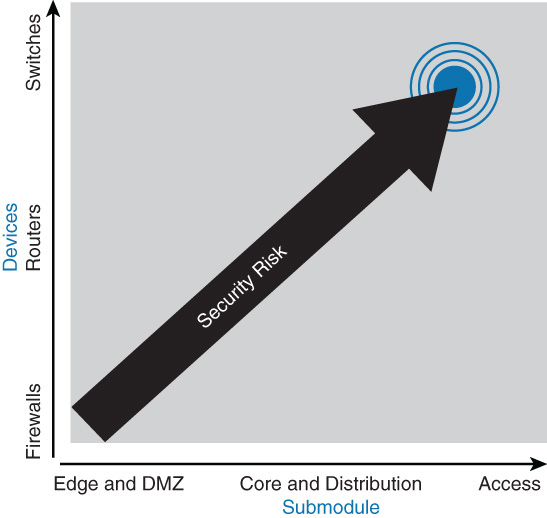 Switches
Devices
Routers
Firewalls
Security Risk
Edge and DMZ
Core and Distribution
Access
Submodule